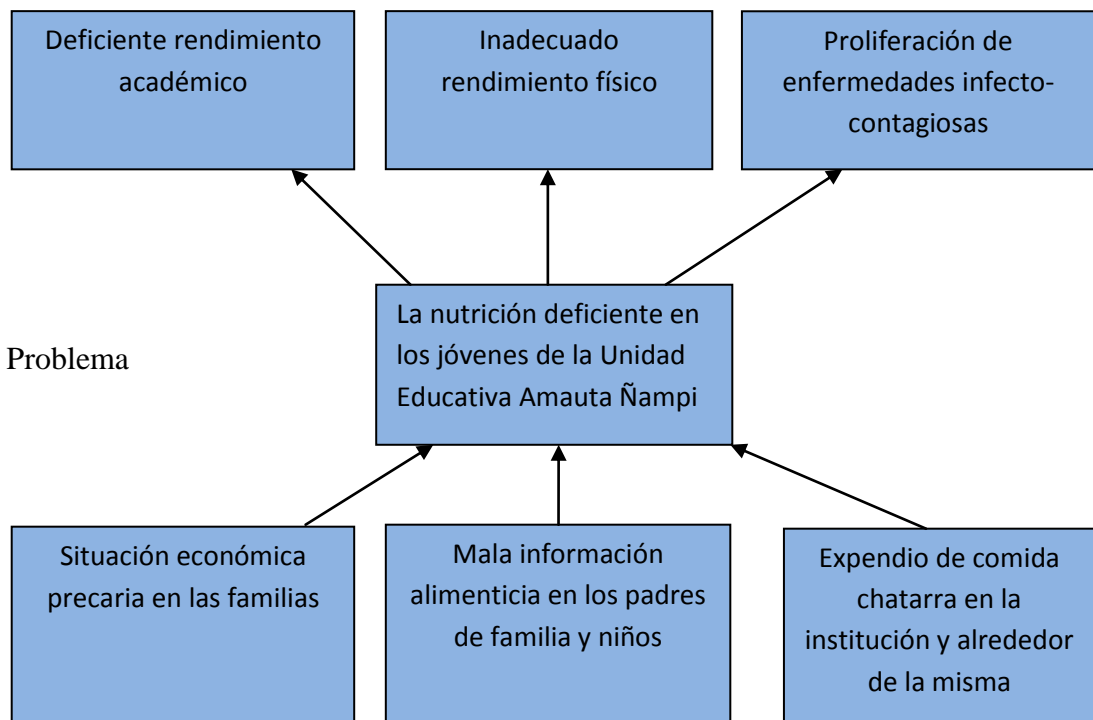 Deficiente rendimiento
académico
Inadecuado
rendimiento físico
Proliferación de
enfermedades infecto-
contagiosas
Problema
La nutrición deficiente en
los jóvenes de la Unidad
Educativa Amauta Ñampi
Situación económica
precaria en las familias
Mala información
alimenticia en los padres
de familia y niños
Expendio de comida
chatarra en la
institución y alrededor
de la misma